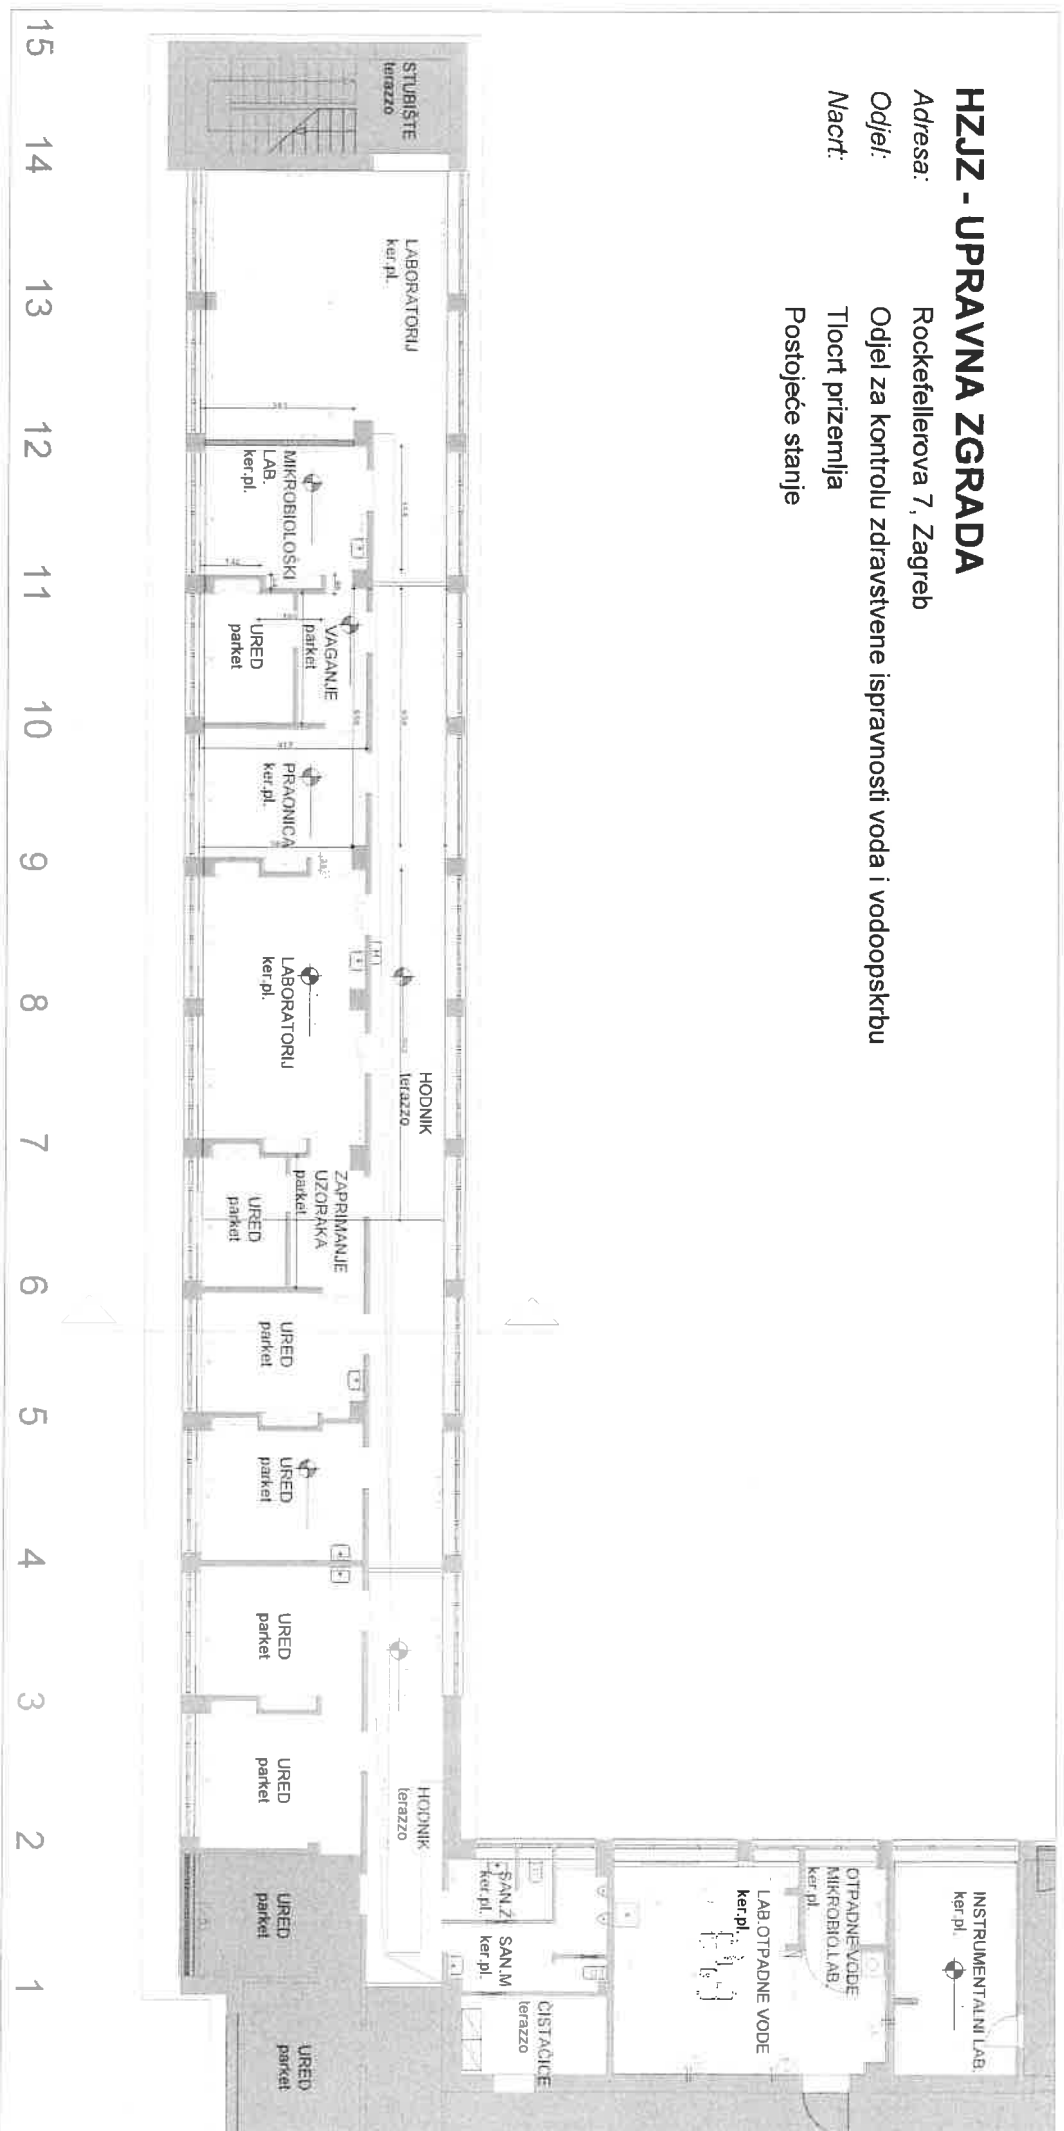 HZJZ - UPRAVNA ZGRADA
Adresa: Rockefellerova 7, Zagreb
Odjel: Odjel za kontrolu zdravstvene ispravnosti voda i vodoopskrbu
Nacrt: Tlocrt prizemlja
Postojeće stanje
STUBIŠTE
terazzo
LABORATORIJ
ker.pl.
MIKROBIOLOŠKI
LAB.
ker.pl.
VAGANJE
parket
URED
parket
PRAONICA
ker.pl.
LABORATORIJ
ker.pl.
HODNIK
terazzo
ZAPRIMANJE
UZORAKA
parket
URED
parket
URED
parket
URED
parket
URED
parket
URED
parket
HODNIK
terazzo
URED
parket
URED
parket
SAN.Ž
ker.pl.
SAN.M
ker.pl.
ČISTAČICE
terazzo
LAB.OTPADNE VODE
ker.pl.
OTPADNE VODE
MIKROBIO.LAB.
ker.pl.
INSTRUMENTALNI LAB.
ker.pl.
15 14 13 12 11 10 9 8 7 6 5 4 3 2 1